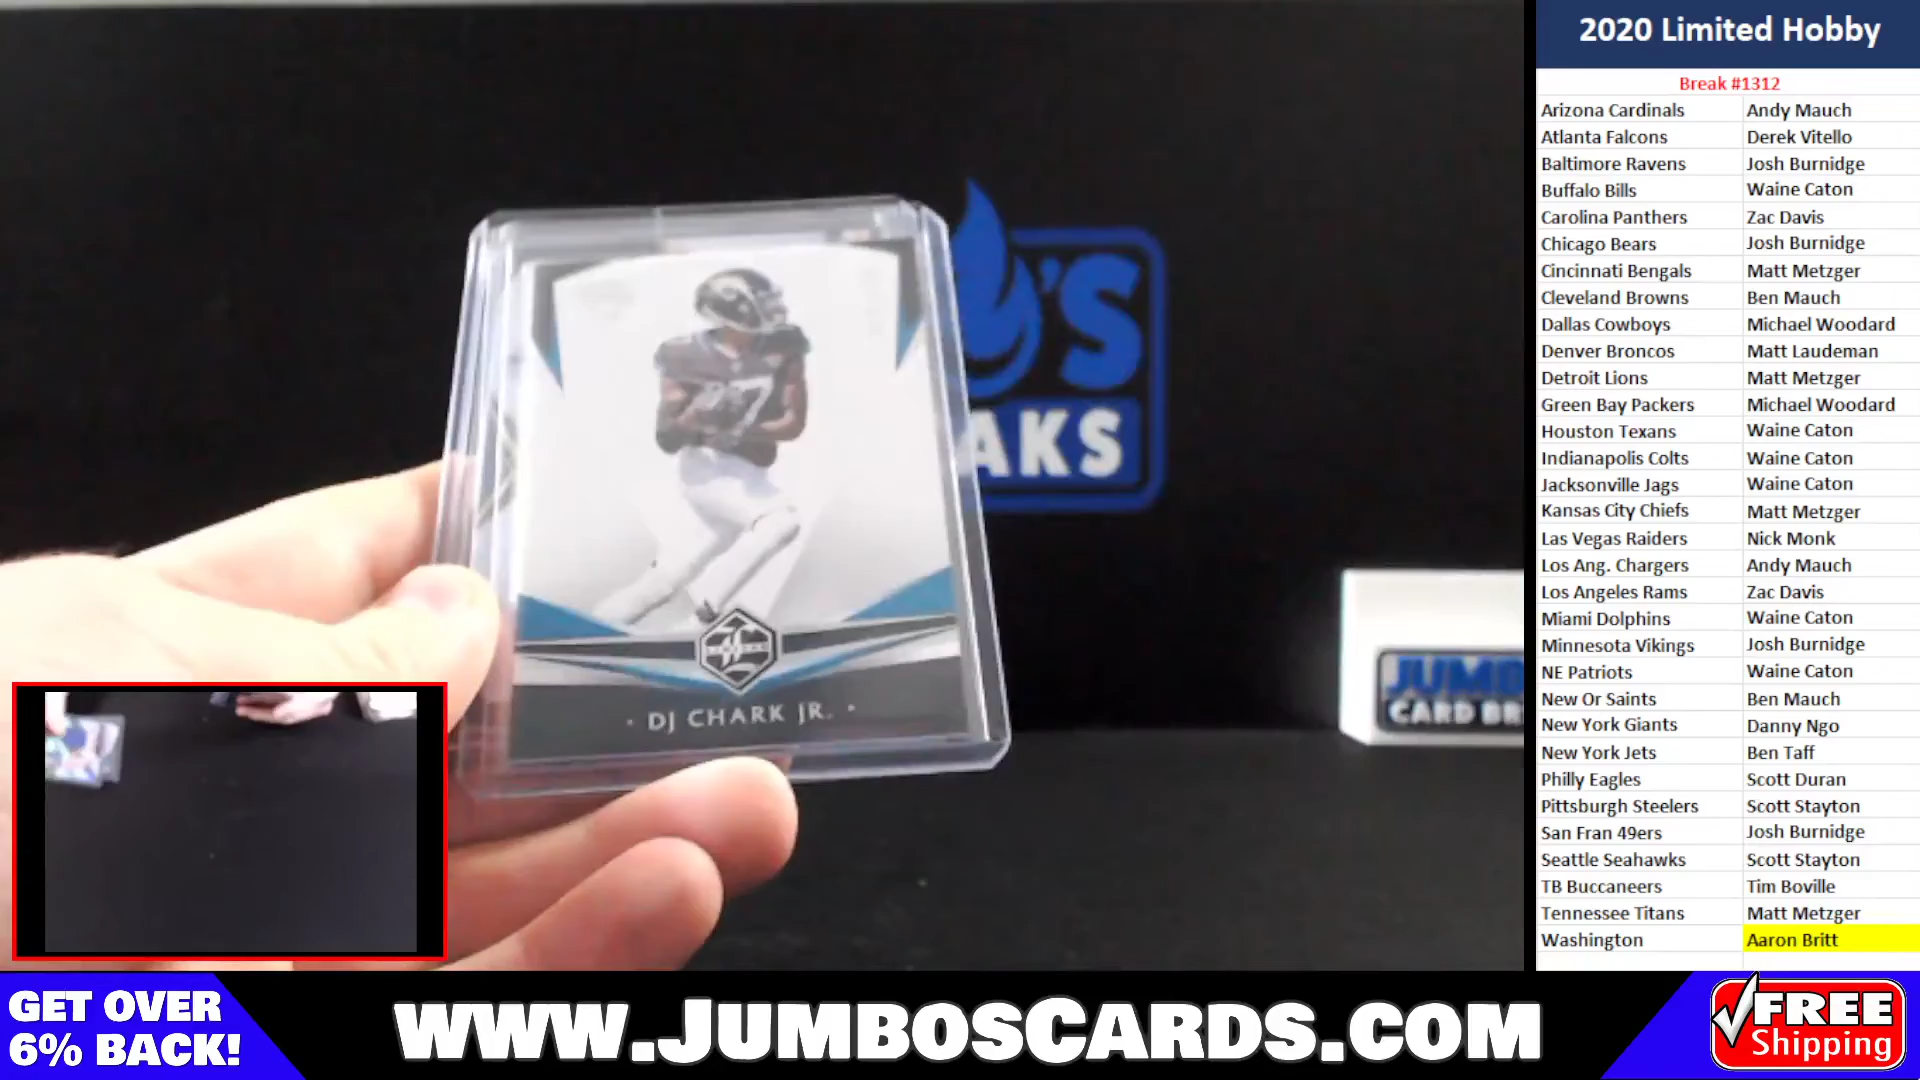 2020 Limited Hobby
Break #1312
Arizona Cardinals Andy Mauch
Atlanta Falcons Derek Vitello
Baltimore Ravens Josh Burnidge
Buffalo Bills Waine Caton
Carolina Panthers Zac Davis
Chicago Bears Josh Burnidge
Cincinnati Bengals Matt Metzger
Cleveland Browns Ben Mauch
Dallas Cowboys Michael Woodard
Denver Broncos Matt Laudeman
Detroit Lions Matt Metzger
Green Bay Packers Michael Woodard
Houston Texans Waine Caton
Indianapolis Colts Waine Caton
Jacksonville Jags Waine Caton
Kansas City Chiefs Matt Metzger
Las Vegas Raiders Nick Monk
Los Ang. Chargers Andy Mauch
Los Angeles Rams Zac Davis
Miami Dolphins Waine Caton
Minnesota Vikings Josh Burnidge
NE Patriots Waine Caton
New Or Saints Ben Mauch
New York Giants Danny Ngo
New York Jets Ben Taff
Philly Eagles Scott Duran
Pittsburgh Steelers Scott Stayton
San Fran 49ers Josh Burnidge
Seattle Seahawks Scott Stayton
TB Buccaneers Tim Boville
Tennessee Titans Matt Metzger
Washington Aaron Britt
'S
AKS
17
· DJ CHARK JR. ·
JUMB
CARD BR
GET OVER
6% BACK!
WWW.JUMBOSCARDS.COM
FREE
Shipping